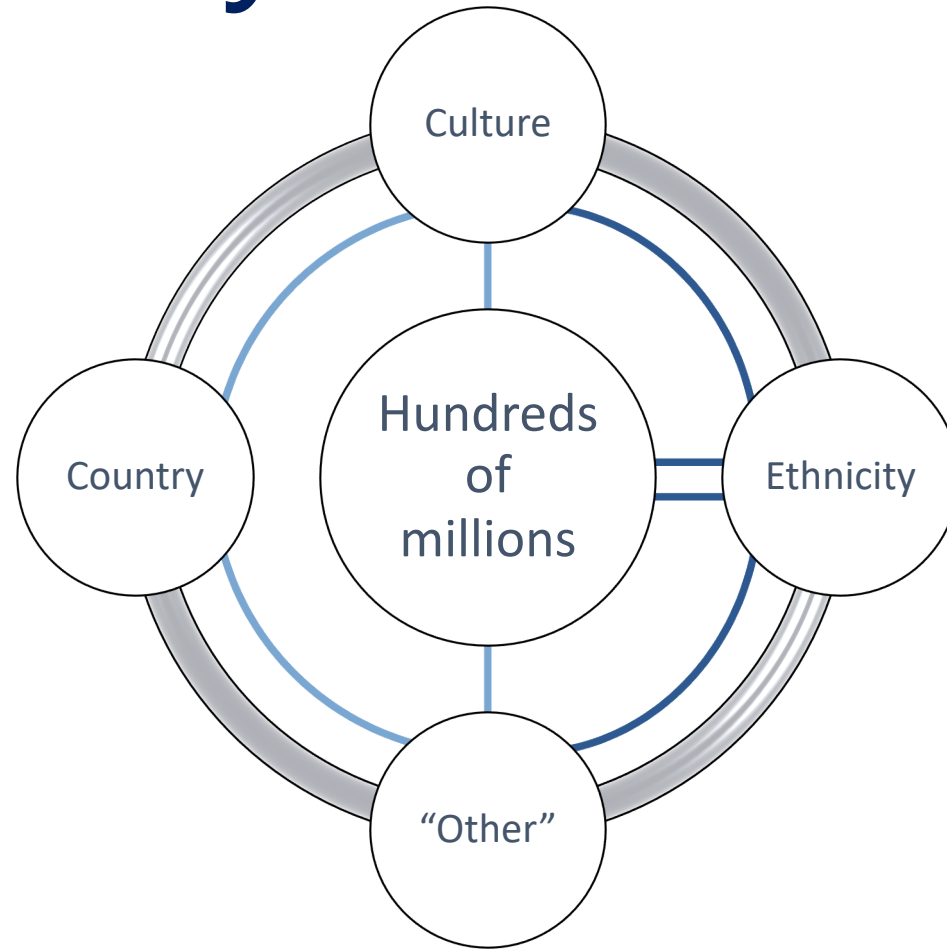 Culture
Hundreds
of
millions
Country
Ethnicity
“Other”